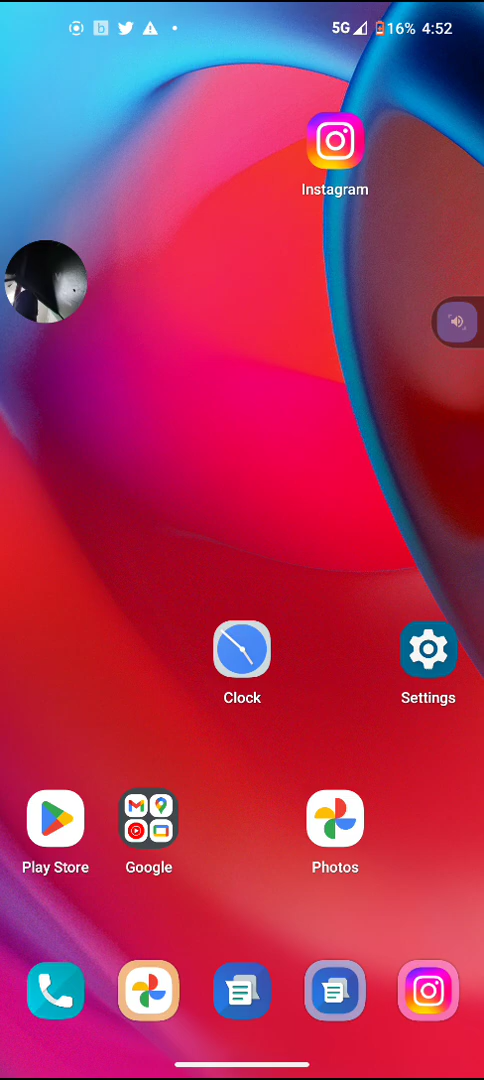 5G 16% 4:52
Instagram
Clock
Settings
Play Store
Google
Photos